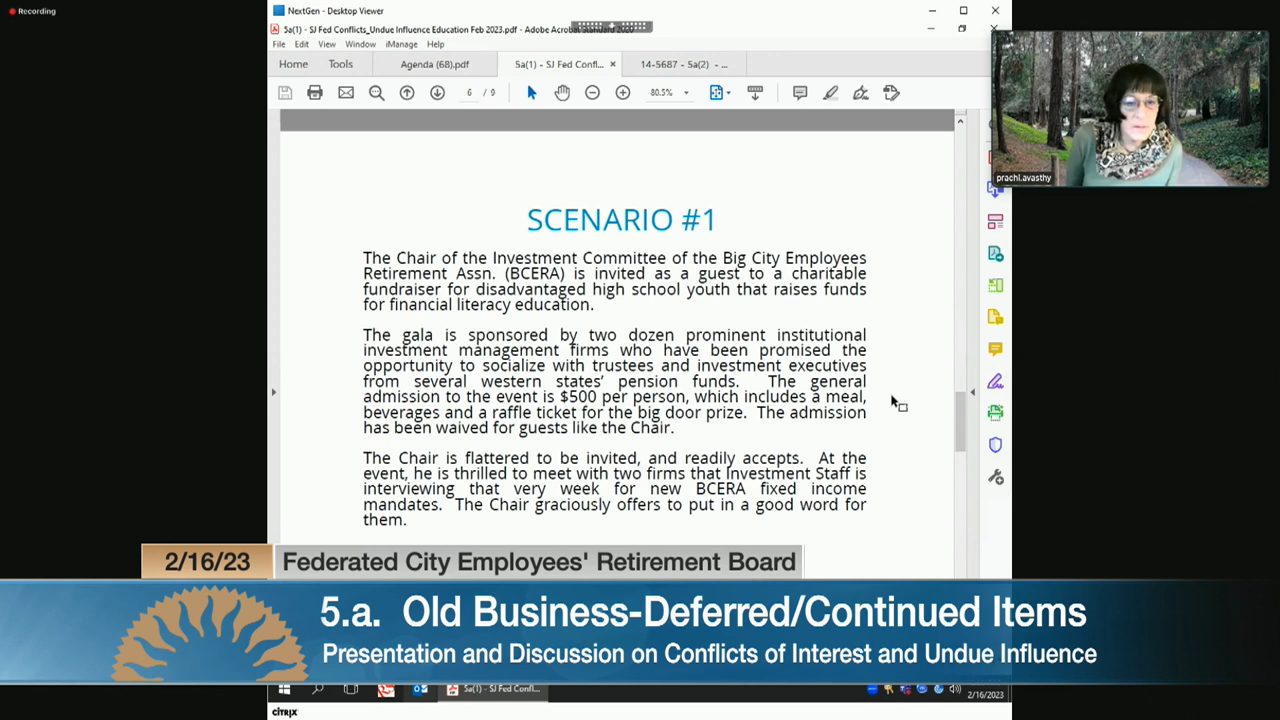 Recording
NextGen - Desktop Viewer
5a(1) - SJ Fed Conflicts_Undue Influence Education Feb 2023.pdf - Adobe Acrobat Standard 2020
File Edit View Window iManage Help
Home Tools Agenda (68).pdf 5a(1) - SJ Fed Confl... × 14-5687 - 5a(2) - ...
6 / 9 80.5%
prachi.avasthy
SCENARIO #1
The Chair of the Investment Committee of the Big City Employees
Retirement Assn. (BCERA) is invited as a guest to a charitable
fundraiser for disadvantaged high school youth that raises funds
for financial literacy education.
The gala is sponsored by two dozen prominent institutional
investment management firms who have been promised the
opportunity to socialize with trustees and investment executives
from several western states’ pension funds. The general
admission to the event is $500 per person, which includes a meal,
beverages and a raffle ticket for the big door prize. The admission
has been waived for guests like the Chair.
The Chair is flattered to be invited, and readily accepts. At the
event, he is thrilled to meet with two firms that Investment Staff is
interviewing that very week for new BCERA fixed income
mandates. The Chair graciously offers to put in a good word for
them.
2/16/23 Federated City Employees' Retirement Board
5.a. Old Business-Deferred/Continued Items
Presentation and Discussion on Conflicts of Interest and Undue Influence
5a(1) - SJ Fed Confl...
2/16/2023
CITRIX